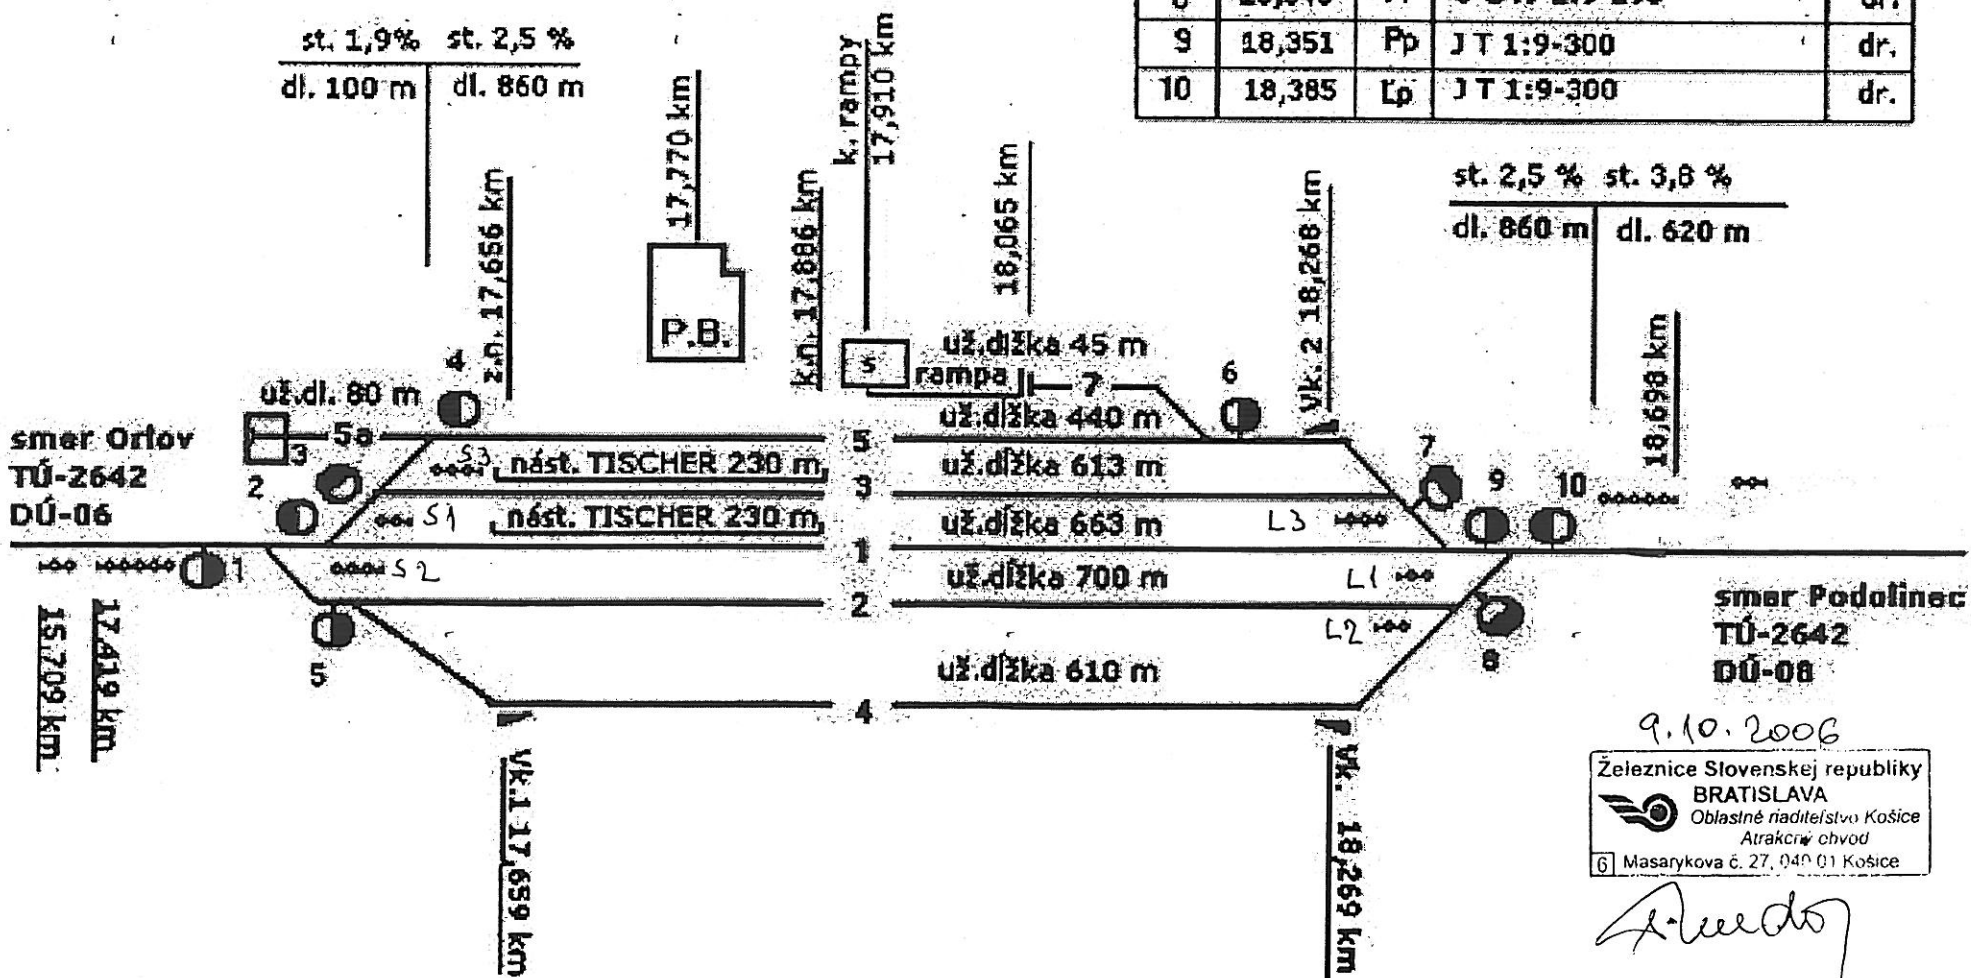 9 18,351 Pp J T 1:9-300 dr.
10 18,385 Ľp J T 1:9-300 dr.
st. 1,9% st. 2,5 %
dl. 100 m dl. 860 m
z.n. 17,656 km
17,770 km
P.B.
k.n. 17,886 km
k. rampy
17,910 km
18,065 km
Vk. 2 18,268 km
st. 2,5 % st. 3,8 %
dl. 860 m dl. 620 m
18,698 km
už.dl. 80 m
4
už.dĺžka 45 m
rampa
7
6
už.dĺžka 440 m
smer Orlov
TÚ-2642
DÚ-06
3
5a
5
2
S3
nást. TISCHER 230 m
už.dĺžka 613 m
7
9
10
3
S1
nást. TISCHER 230 m
už.dĺžka 663 m
L3
1
1
S2
už.dĺžka 700 m
L1
2
L2
8
5
už.dĺžka 610 m
4
smer Podolinec
TÚ-2642
DÚ-08
15.709 km
17.419 km
Vk.1 17,659 km
Vk. 18,269 km
9.10.2006
Železnice Slovenskej republiky
BRATISLAVA
Oblastné riaditeľstvo Košice
Atrakčný obvod
6 Masarykova č. 27, 040 01 Košice